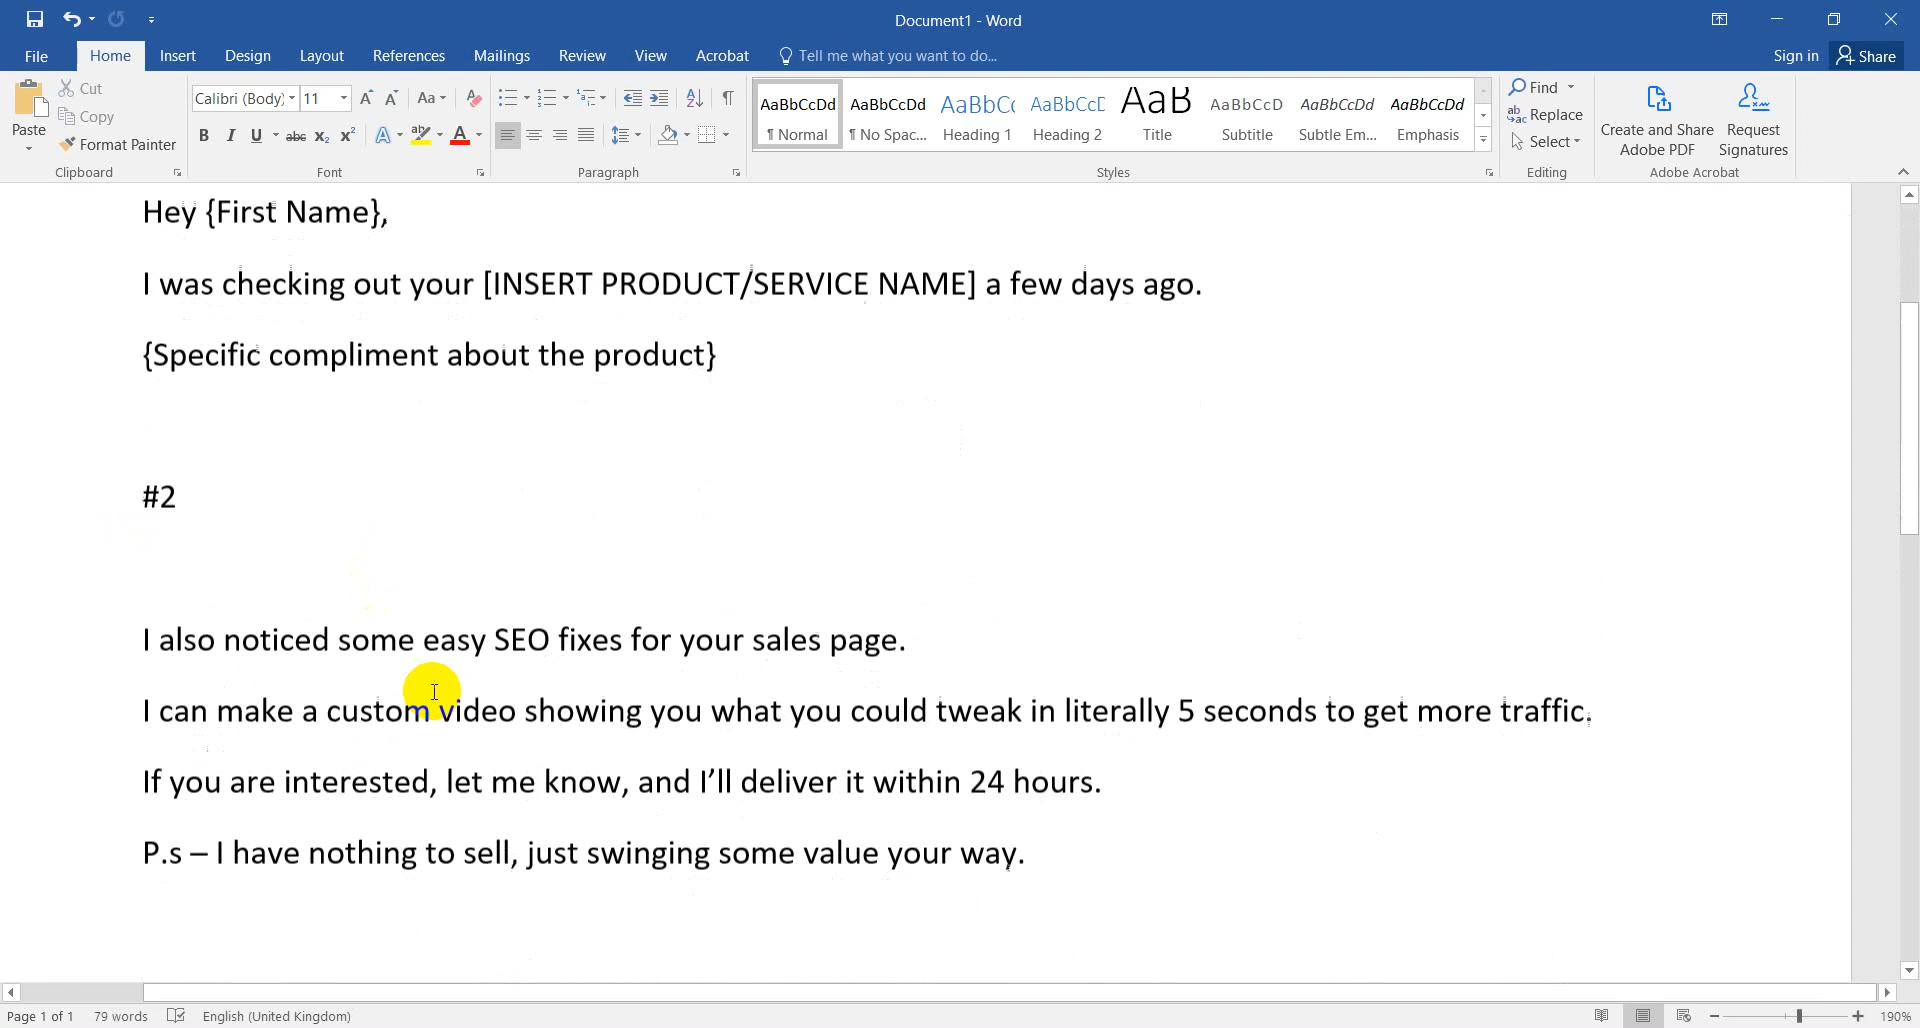 Document1 - Word
File Home Insert Design Layout References Mailings Review View Acrobat Tell me what you want to do... Sign in Share
Paste Cut Copy Format Painter Clipboard
Calibri (Body) 11 Aa B I U abc X₂ X² A A Font
Paragraph
AaBbCcDd AaBbCcDd AaBbC AaBbCcD AaB AaBbCcD AaBbCcDd AaBbCcDd
¶ Normal ¶ No Spac... Heading 1 Heading 2 Title Subtitle Subtle Em... Emphasis
Styles
Find
Replace
Select
Editing
Create and Share Adobe PDF
Request Signatures
Adobe Acrobat
Hey {First Name},
I was checking out your [INSERT PRODUCT/SERVICE NAME] a few days ago.
{Specific compliment about the product}
#2
I also noticed some easy SEO fixes for your sales page.
I can make a custom video showing you what you could tweak in literally 5 seconds to get more traffic.
If you are interested, let me know, and I’ll deliver it within 24 hours.
P.s – I have nothing to sell, just swinging some value your way.
Page 1 of 1 79 words English (United Kingdom) 190%